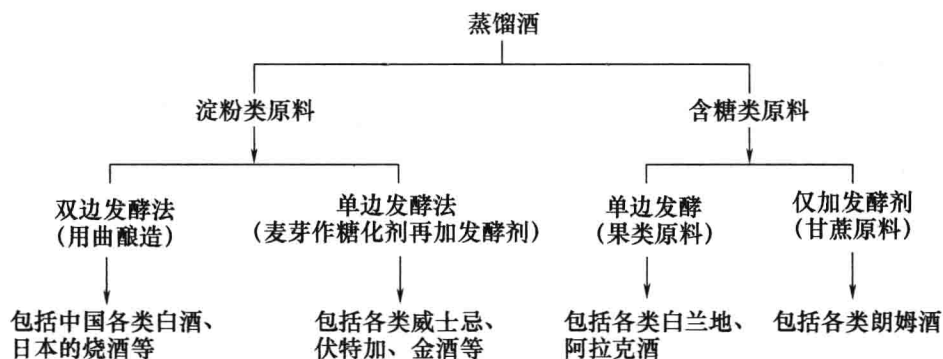 蒸馏酒
淀粉类原料
含糖类原料
双边发酵法
(用曲酿造)
单边发酵法
(麦芽作糖化剂再加发酵剂)
单边发酵
(果类原料)
仅加发酵剂
(甘蔗原料)
包括中国各类白酒、
日本的烧酒等
包括各类威士忌、
伏特加、金酒等
包括各类白兰地、
阿拉克酒
包括各类朗姆酒